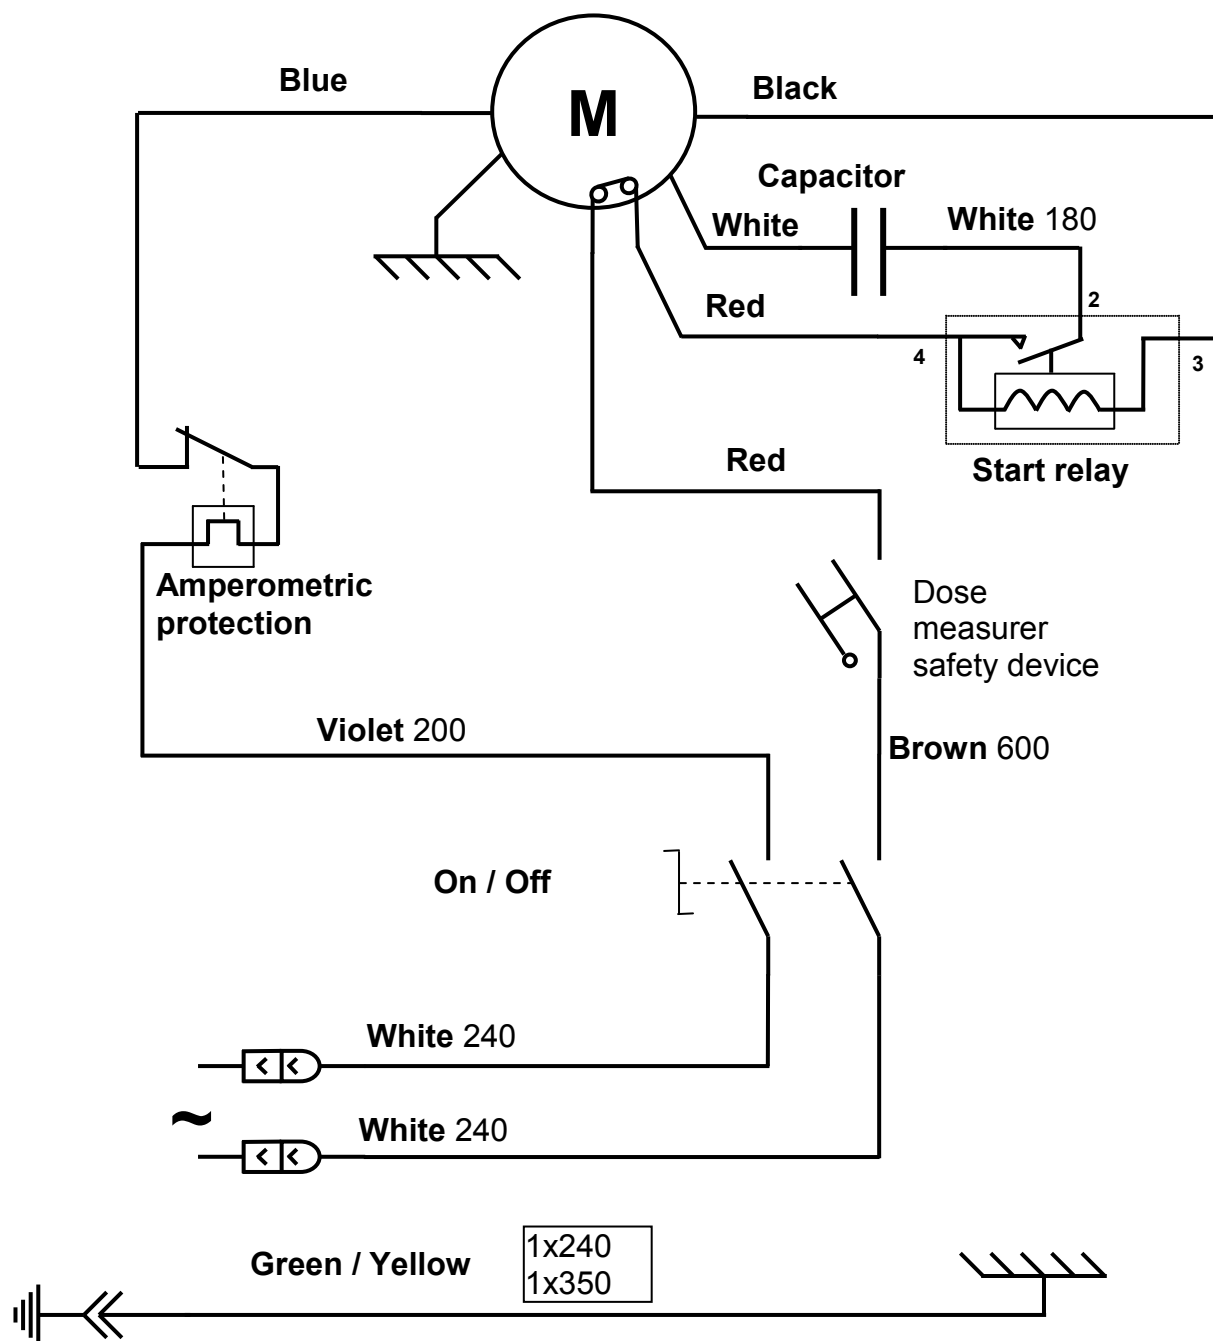 Blue
M
Black
Capacitor
White
White 180
2
Red
4
3
Start relay
Red
Amperometric
protection
Dose
measurer
safety device
Violet 200
Brown 600
On / Off
White 240
~
White 240
Green / Yellow
1x240
1x350